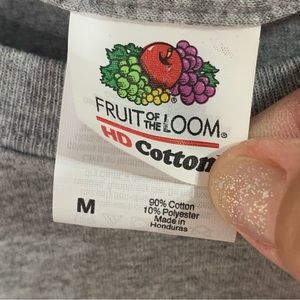 FRUIT OF THE LOOM®
HD Cotton
M
90% Cotton
10% Polyester
Made in
Honduras